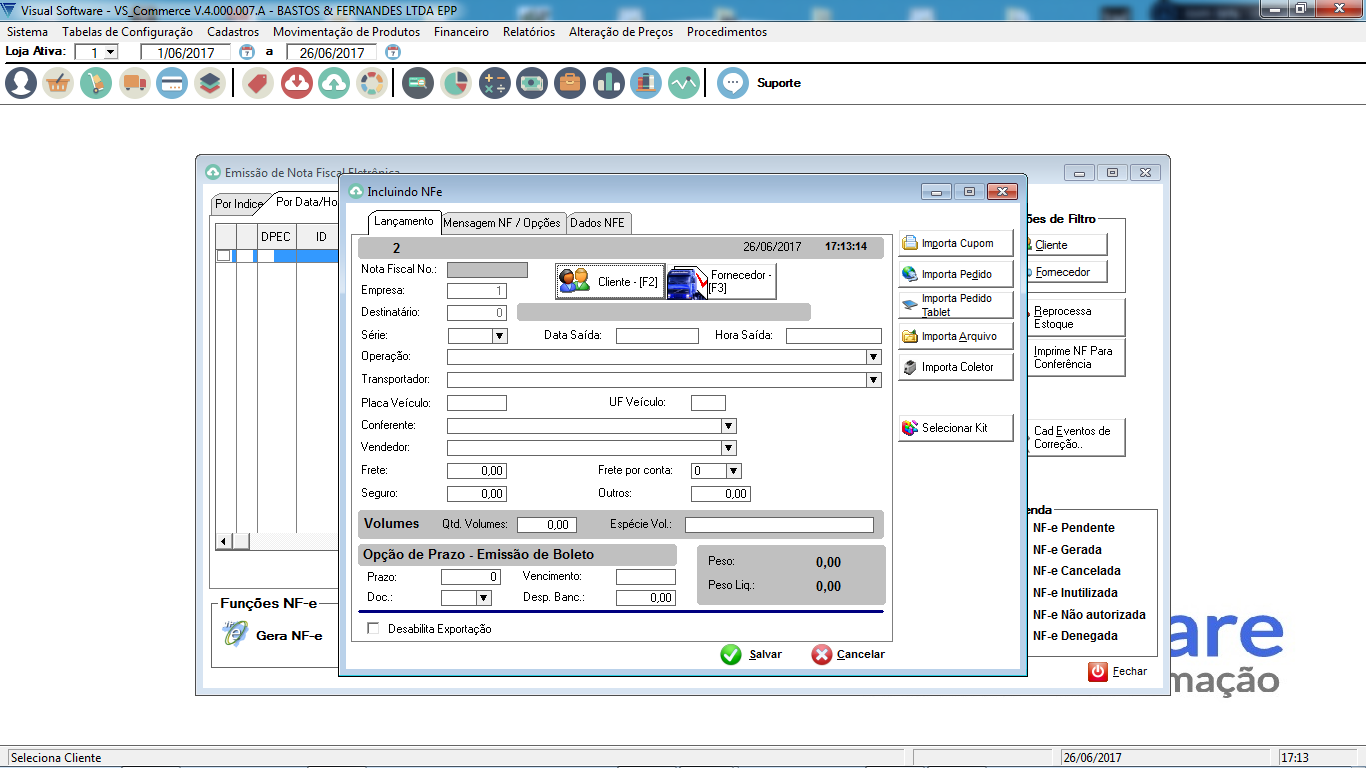 Visual Software - VS_Commerce V.4.000.007.A - BASTOS & FERNANDES LTDA EPP
Sistema Tabelas de Configuração Cadastros Movimentação de Produtos Financeiro Relatórios Alteração de Preços Procedimentos
Loja Ativa: 1 1/06/2017 a 26/06/2017
Suporte
Emissão de Nota Fiscal Eletrônica
Por Indice Por Data/Ho
DPEC ID
Incluindo NFe
Lançamento Mensagem NF / Opções Dados NFE
2 26/06/2017 17:13:14
Nota Fiscal No.:
Cliente - [F2]
Fornecedor -
[F3]
Empresa: 1
Destinatário: 0
Série: Data Saída: Hora Saída:
Operação:
Transportador:
Placa Veículo: UF Veículo:
Conferente:
Vendedor:
Frete: 0,00 Frete por conta: 0
Seguro: 0,00 Outros: 0,00
Volumes Qtd. Volumes: 0,00 Espécie Vol.:
Opção de Prazo - Emissão de Boleto
Prazo: 0 Vencimento:
Doc.: Desp. Banc.: 0,00
Peso: 0,00
Peso Liq.: 0,00
Desabilita Exportação
Salvar Cancelar
Importa Cupom
Importa Pedido
Importa Pedido
Tablet
Importa Arquivo
Importa Coletor
Selecionar Kit
ões de Filtro
Cliente
Fornecedor
Reprocessa
Estoque
Imprime NF Para
Conferência
Cad Eventos de
Correção..
enda
NF-e Pendente
NF-e Gerada
NF-e Cancelada
NF-e Inutilizada
NF-e Não autorizada
NF-e Denegada
Fechar
Funções NF-e
Gera NF-e
are
mação
Seleciona Cliente 26/06/2017 17:13